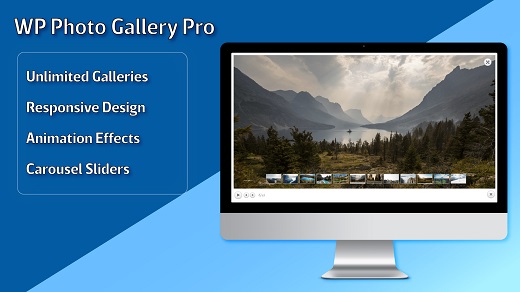 WP Photo Gallery Pro
Unlimited Galleries
Responsive Design
Animation Effects
Carousel Sliders